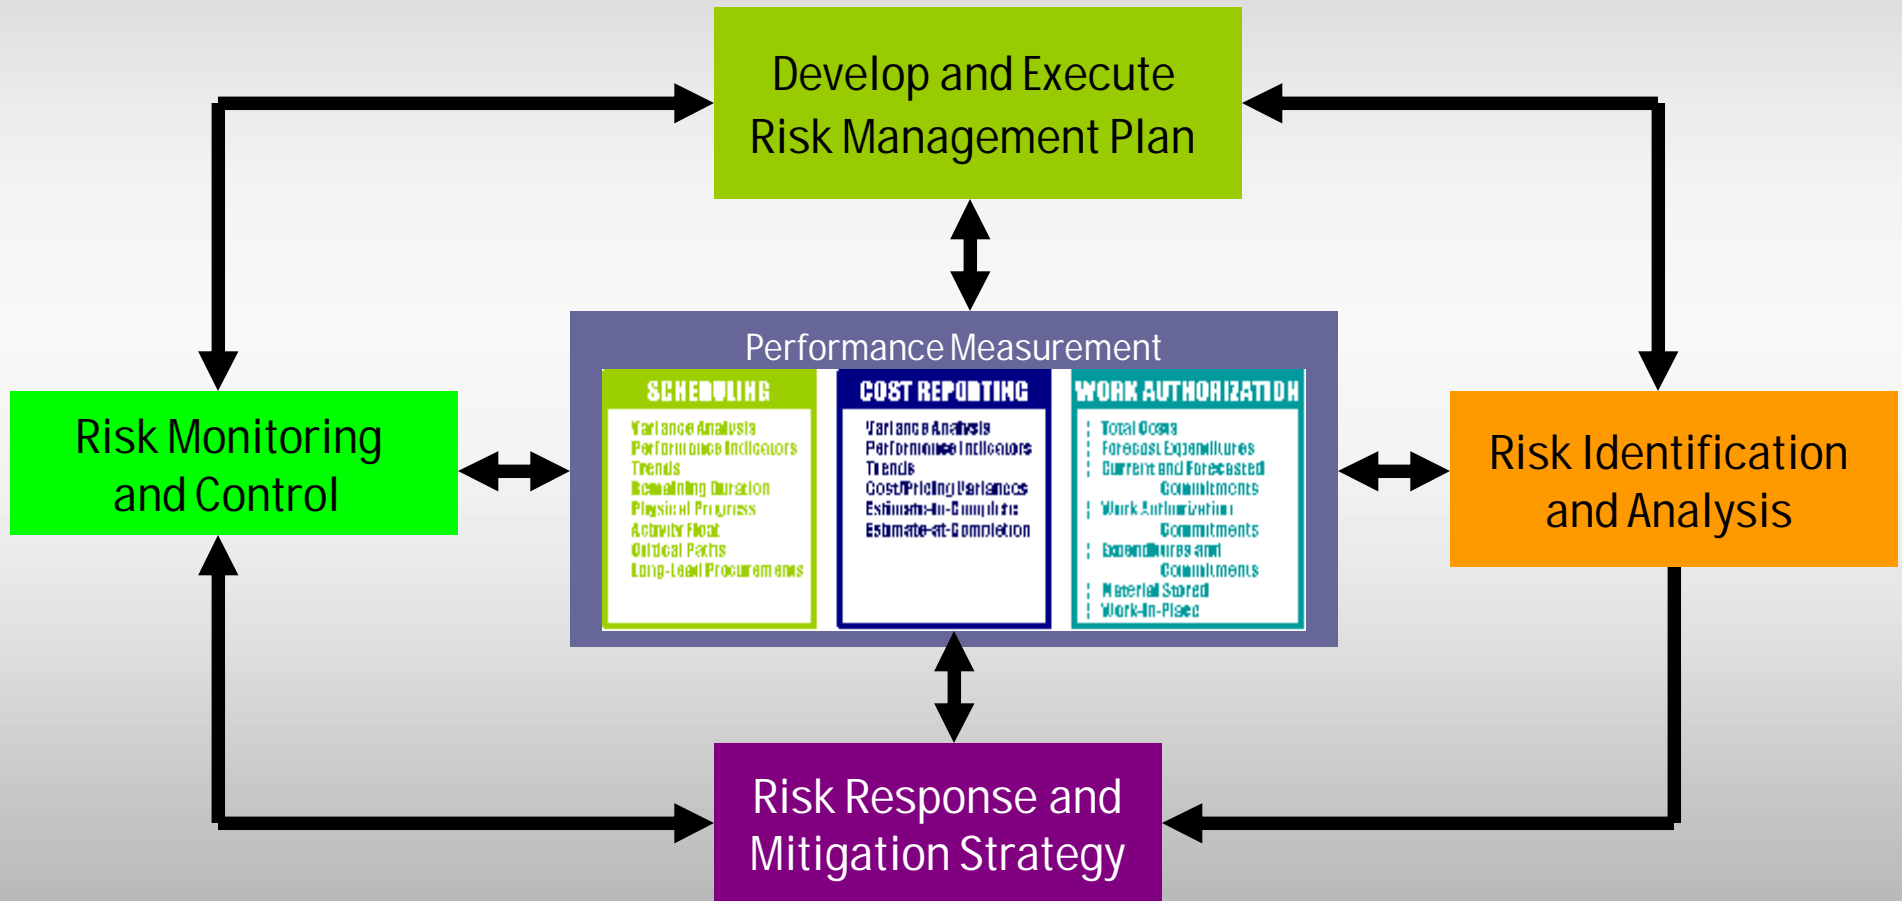 Develop and Execute
Risk Management Plan
Performance Measurement
SCHEDULING
Variance Analysis
Performance Indicators
Trends
Remaining Duration
Physical Progress
Activity Float
Critical Paths
Long-Lead Procurements
COST REPORTING
Variance Analysis
Performance Indicators
Trends
Cost/Pricing Variances
Estimate-to-Complete
Estimate-at-Completion
WORK AUTHORIZATION
Total Costs
Forecast Expenditures
Current and Forecasted
Commitments
Work Authorization
Commitments
Expenditures and
Commitments
Material Stored
Work-In-Place
Risk Monitoring
and Control
Risk Identification
and Analysis
Risk Response and
Mitigation Strategy